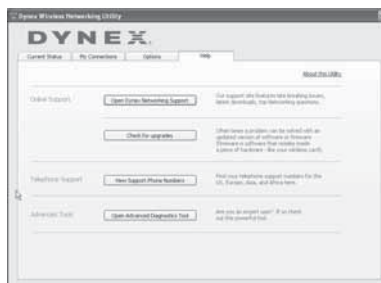 Dynex Wireless Networking Utility
DYNEX
Current Status
My Connections
Options
Help
About this Utility
Online Support
Open Dynex Networking Support
Our support site features late breaking issues,
latest downloads, top networking questions.
Check for upgrades
Often times a problem can be solved with an
updated version of software or firmware.
(Firmware is software that resides inside
a piece of hardware - like your wireless card).
Telephone Support
View Support Phone Numbers
Find your telephone support numbers for the
US, Europe, Asia, and Africa here.
Advanced Tools
Open Advanced Diagnostics Tool
Are you an expert user? If so check
out this powerful tool.